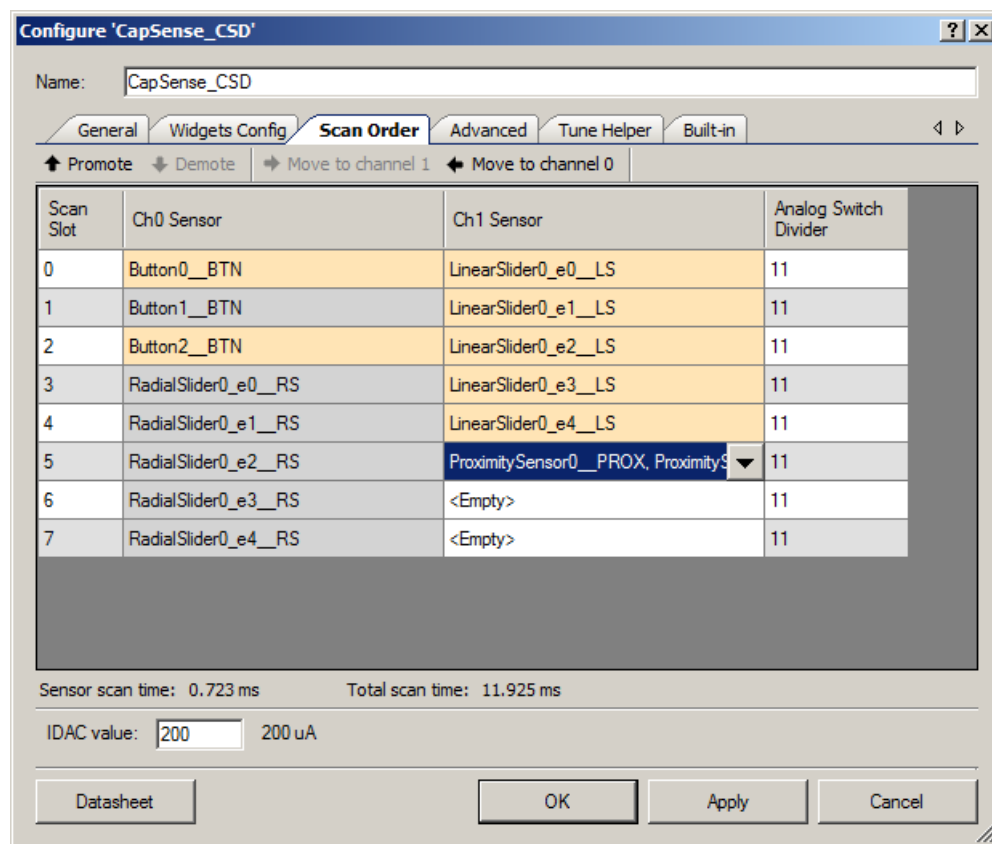 Configure 'CapSense_CSD'
Name: CapSense_CSD
General Widgets Config Scan Order Advanced Tune Helper Built-in
Promote Demote Move to channel 1 Move to channel 0
Scan Slot Ch0 Sensor Ch1 Sensor Analog Switch Divider
0 Button0__BTN LinearSlider0_e0__LS 11
1 Button1__BTN LinearSlider0_e1__LS 11
2 Button2__BTN LinearSlider0_e2__LS 11
3 RadialSlider0_e0__RS LinearSlider0_e3__LS 11
4 RadialSlider0_e1__RS LinearSlider0_e4__LS 11
5 RadialSlider0_e2__RS ProximitySensor0__PROX, ProximityS 11
6 RadialSlider0_e3__RS <Empty> 11
7 RadialSlider0_e4__RS <Empty> 11
Sensor scan time: 0.723 ms Total scan time: 11.925 ms
IDAC value: 200 200 uA
Datasheet OK Apply Cancel